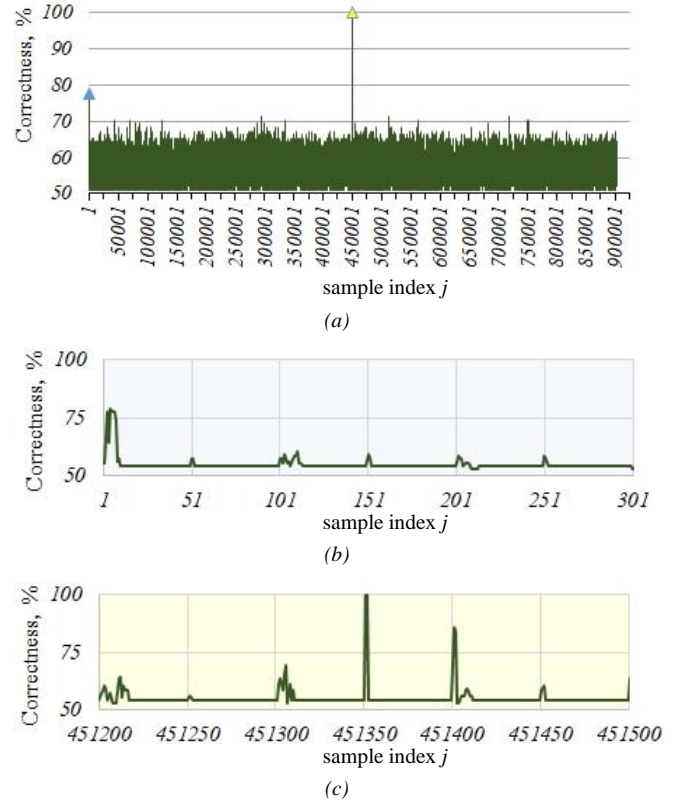 Correctness, %
100
90
80
70
60
50
1 50001 100001 150001 200001 250001 300001 350001 400001 450001 500001 550001 600001 650001 700001 750001 800001 850001 900001
sample index j
(a)
Correctness, %
100
75
50
1 51 101 151 201 251 301
sample index j
(b)
Correctness, %
100
75
50
451200 451250 451300 451350 451400 451450 451500
sample index j
(c)